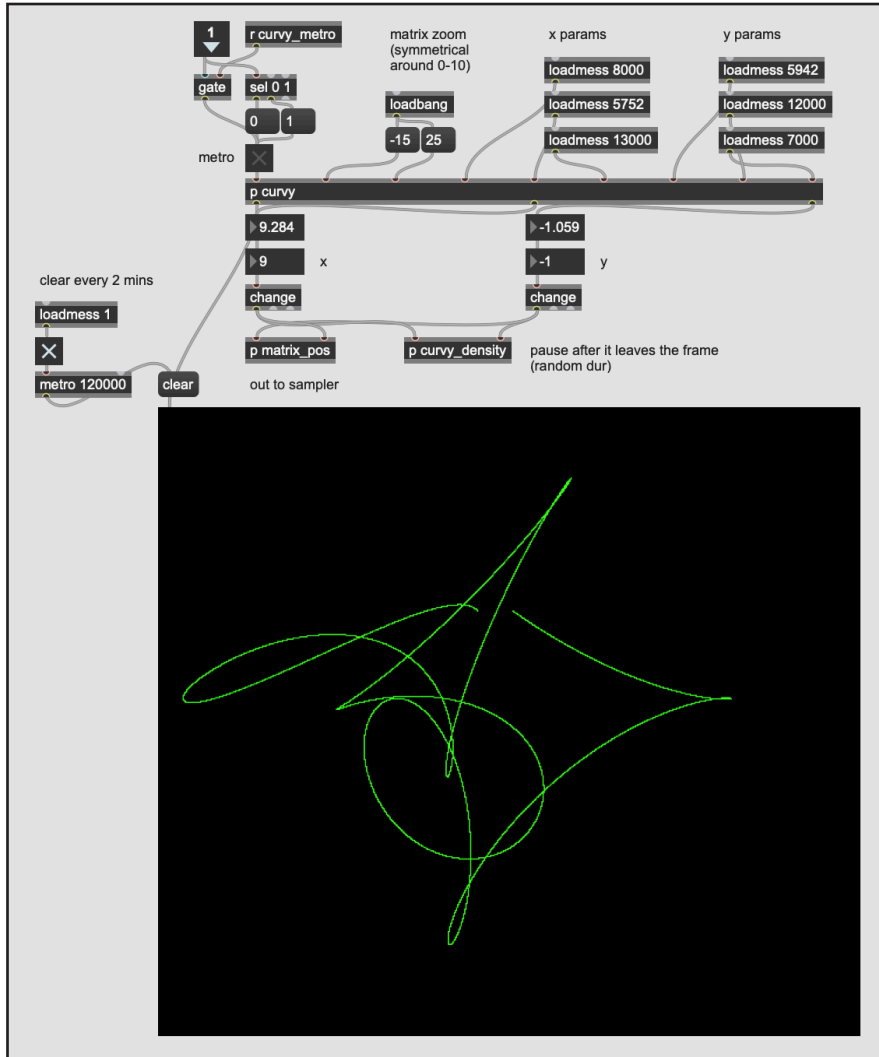 1
r curvy_metro
gate
sel 0 1
0
1
metro
matrix zoom
(symmetrical
around 0-10)
loadbang
-15
25
x params
loadmess 8000
loadmess 5752
loadmess 13000
y params
loadmess 5942
loadmess 12000
loadmess 7000
p curvy
9.284
-1.059
9
x
-1
y
change
change
p matrix_pos
p curvy_density
out to sampler
pause after it leaves the frame
(random dur)
clear every 2 mins
loadmess 1
metro 120000
clear